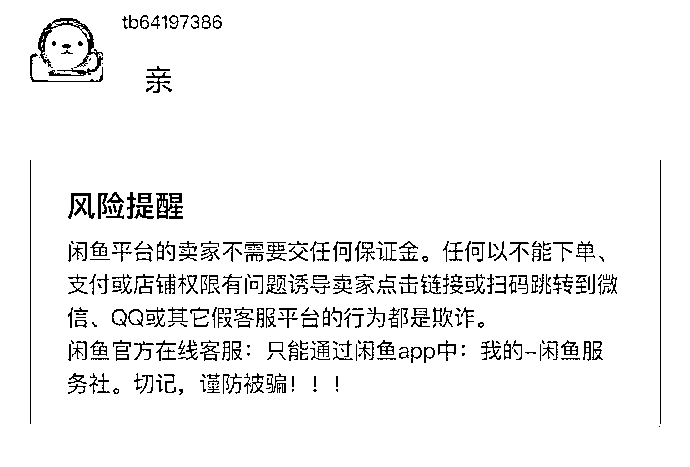 tb64197386
亲
风险提醒
闲鱼平台的卖家不需要交任何保证金。任何以不能下单、
支付或店铺权限有问题诱导卖家点击链接或扫码跳转到微
信、QQ或其它假客服平台的行为都是欺诈。
闲鱼官方在线客服：只能通过闲鱼app中：我的--闲鱼服
务社。切记，谨防被骗！！！